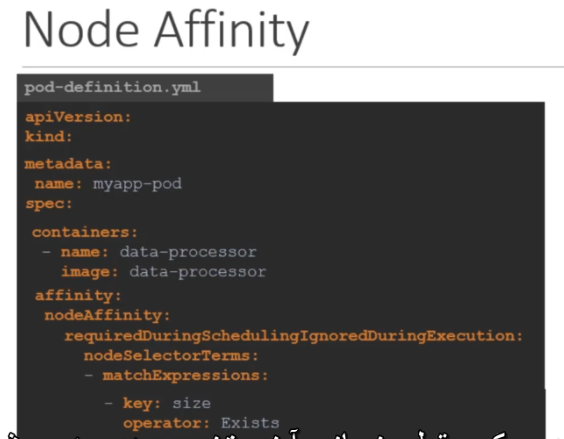 Node Affinity
pod-definition.yml
apiVersion:
kind:
metadata:
name: myapp-pod
spec:
containers:
- name: data-processor
image: data-processor
affinity:
nodeAffinity:
requiredDuringSchedulingIgnoredDuringExecution:
nodeSelectorTerms:
- matchExpressions:
- key: size
operator: Exists